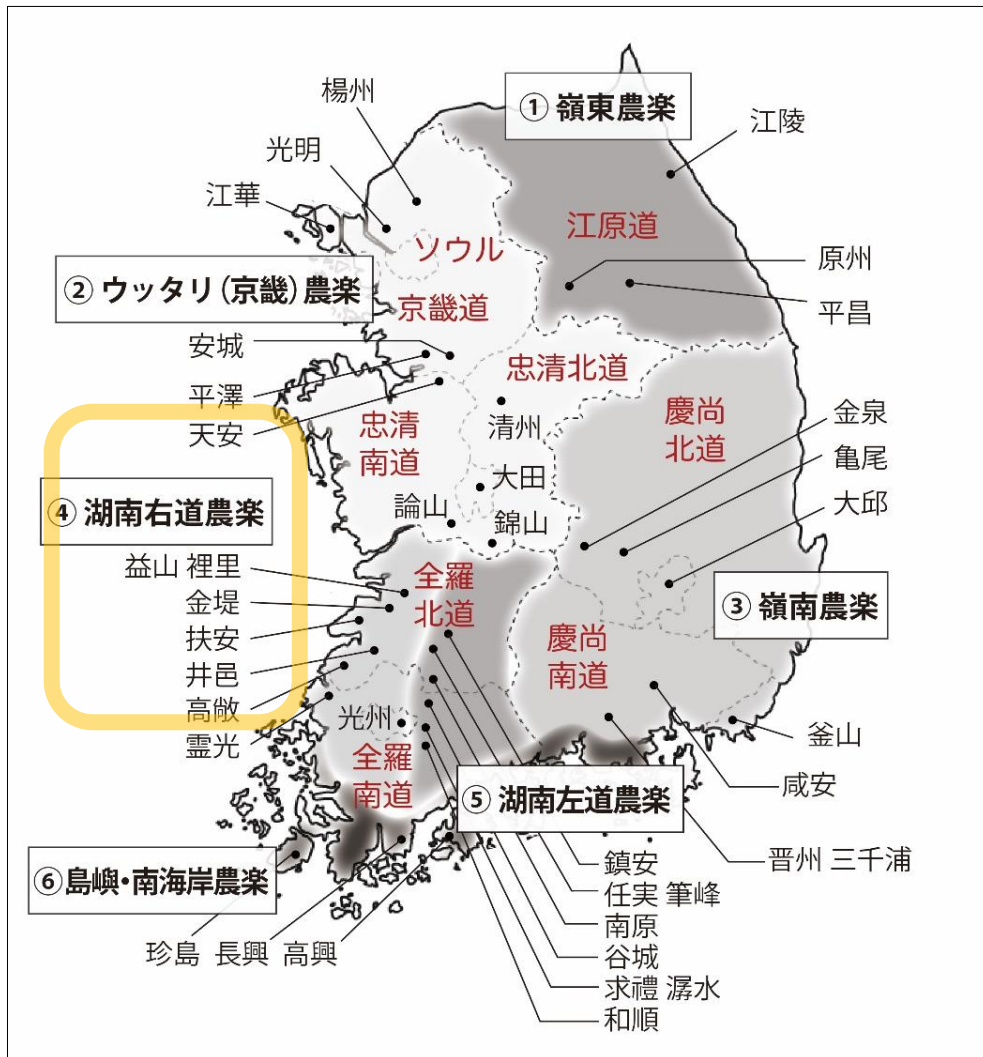 ① 嶺東農楽
楊州
江陵
光明
江華
江原道
ソウル
原州
② ウッタリ（京畿）農楽
京畿道
平昌
安城
忠清北道
平澤
天安
忠清
南道
清州
慶尚
北道
金泉
亀尾
大田
大邱
④ 湖南右道農楽
論山
錦山
益山 裡里
全羅
北道
金堤
③ 嶺南農楽
扶安
慶尚
南道
井邑
高敞
光州
霊光
釜山
全羅
南道
咸安
⑤ 湖南左道農楽
鎮安
晋州 三千浦
⑥ 島嶼・南海岸農楽
任実 筆峰
南原
珍島 長興 高興
谷城
求禮 潺水
和順